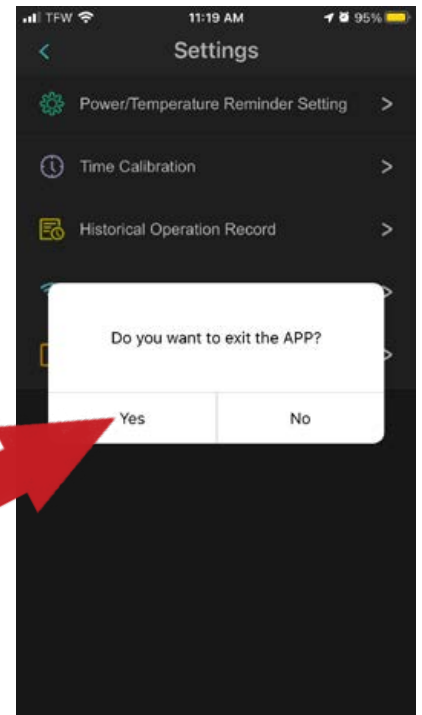 TFW 11:19 AM 95%
< Settings
Power/Temperature Reminder Setting >
Time Calibration >
Historical Operation Record >
>
Do you want to exit the APP?
>
Yes No